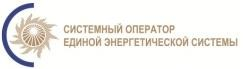 СИСТЕМНЫЙ ОПЕРАТОР
ЕДИНОЙ ЭНЕРГЕТИЧЕСКОЙ СИСТЕМЫ